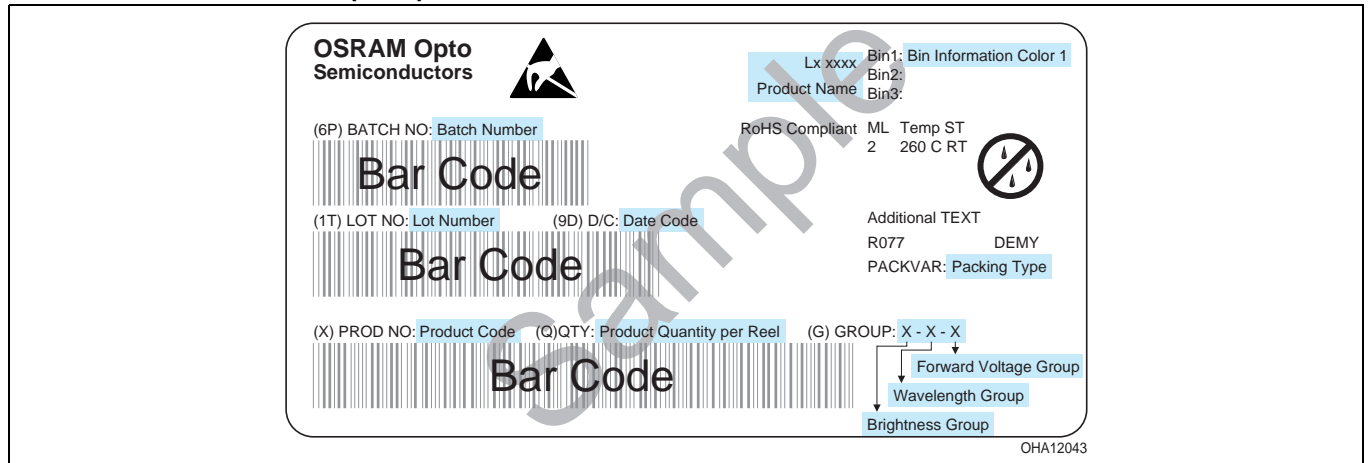 OSRAM Opto
Semiconductors
Lx xxxx
Product Name
Bin1: Bin Information Color 1
Bin2:
Bin3:
(6P) BATCH NO: Batch Number
Bar Code
RoHS Compliant
ML Temp ST
2 260 C RT
(1T) LOT NO: Lot Number (9D) D/C: Date Code
Bar Code
Additional TEXT
R077 DEMY
PACKVAR: Packing Type
(X) PROD NO: Product Code (Q)QTY: Product Quantity per Reel (G) GROUP: X - X - X
Bar Code
Forward Voltage Group
Wavelength Group
Brightness Group
Sample
OHA12043